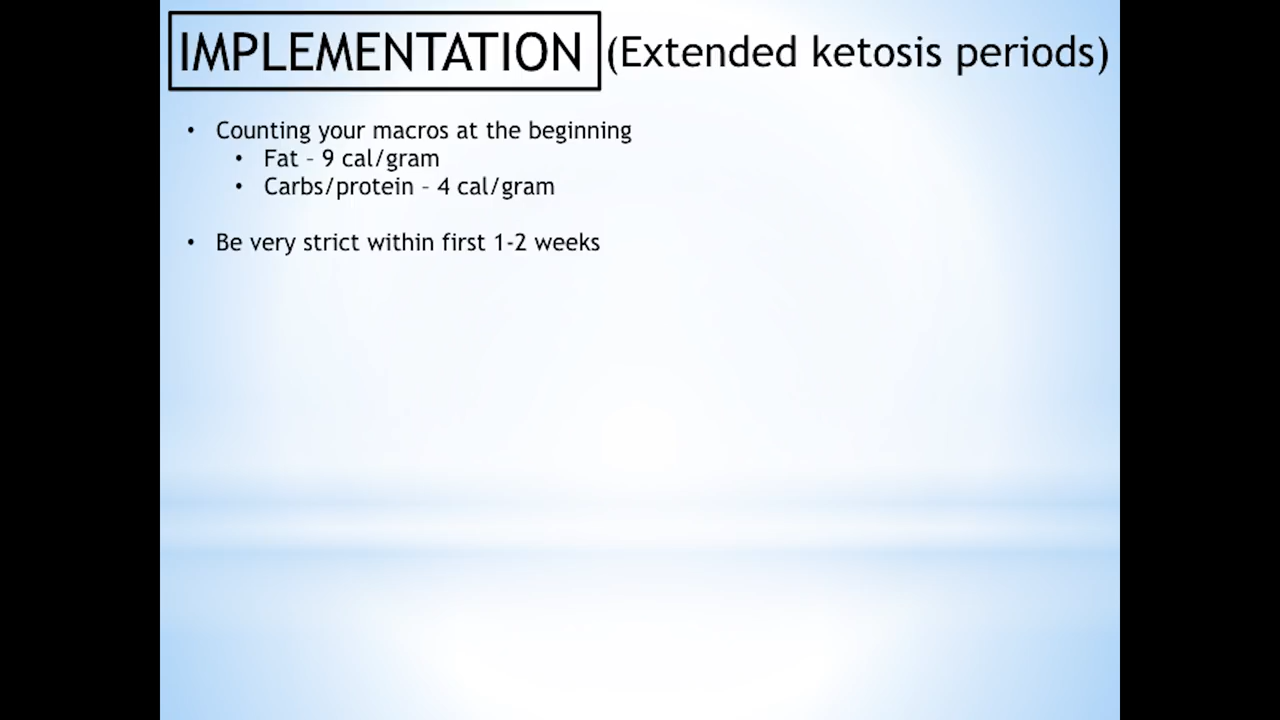 IMPLEMENTATION (Extended ketosis periods)
• Counting your macros at the beginning
• Fat – 9 cal/gram
• Carbs/protein – 4 cal/gram
• Be very strict within first 1-2 weeks